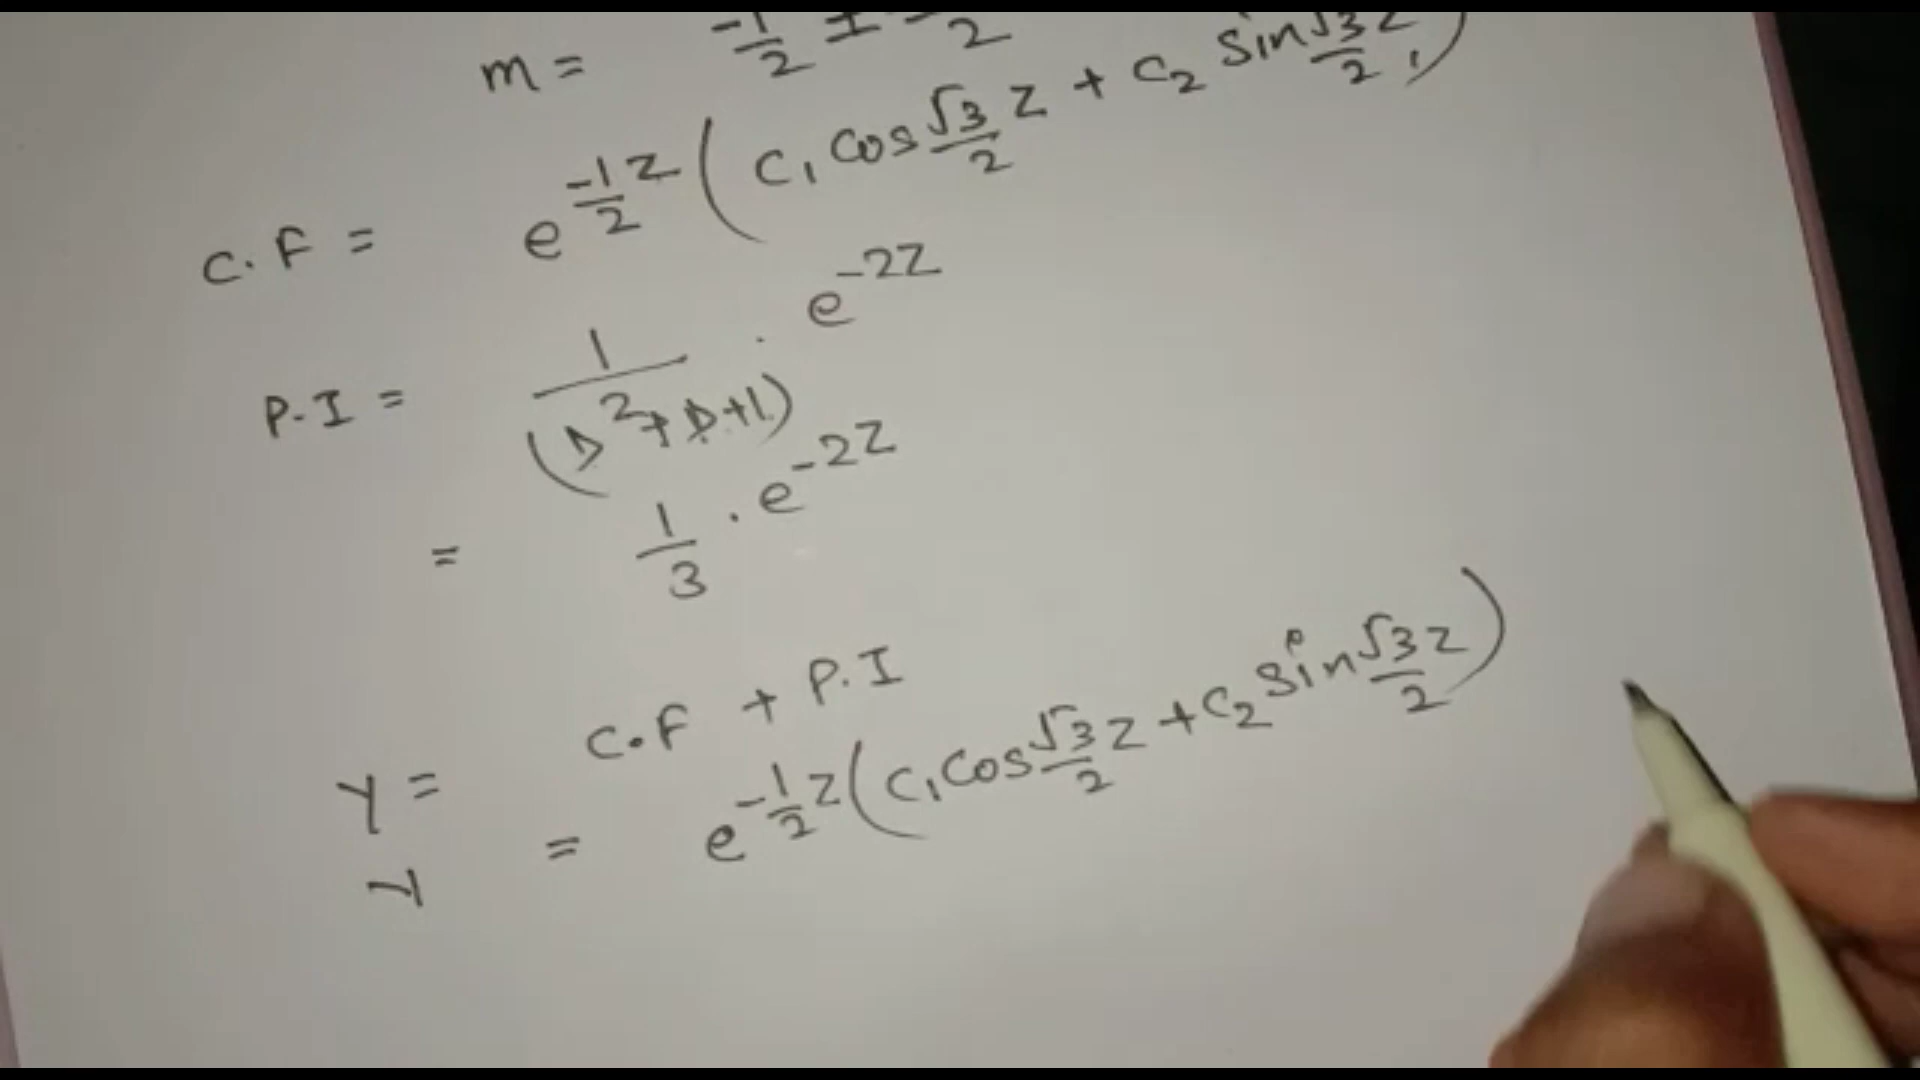 m = -1/2 ± 2
C.F = e^{-1/2 z} ( C₁ cos √3/2 z + C₂ sin √3/2 z )
P.I = 1/(D²+D+1) . e^{-2z}
= 1/3 . e^{-2z}
Y = C.F + P.I
Y = e^{-1/2 z} ( C₁ cos √3/2 z + C₂ sin √3/2 z )